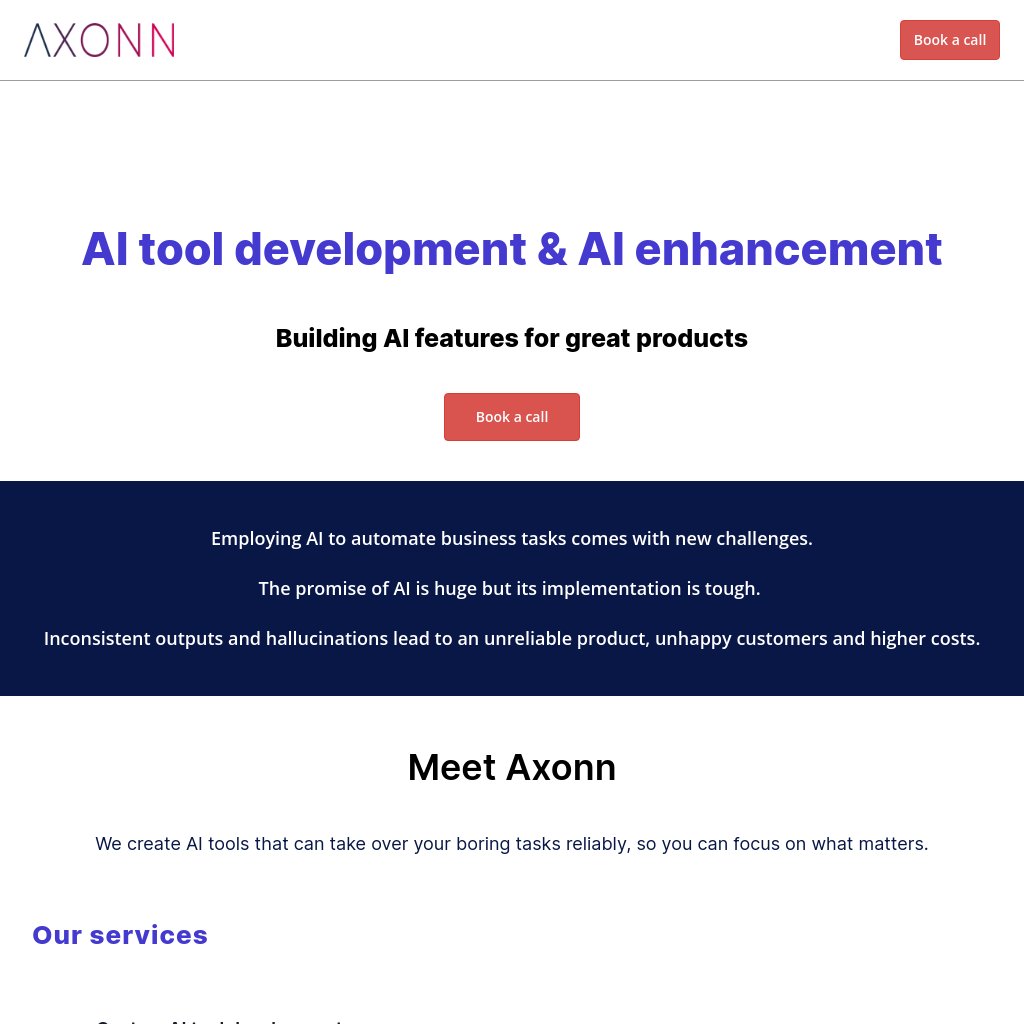 AXONN
Book a call
AI tool development & AI enhancement
Building AI features for great products
Book a call
Employing AI to automate business tasks comes with new challenges.
The promise of AI is huge but its implementation is tough.
Inconsistent outputs and hallucinations lead to an unreliable product, unhappy customers and higher costs.
Meet Axonn
We create AI tools that can take over your boring tasks reliably, so you can focus on what matters.
Our services